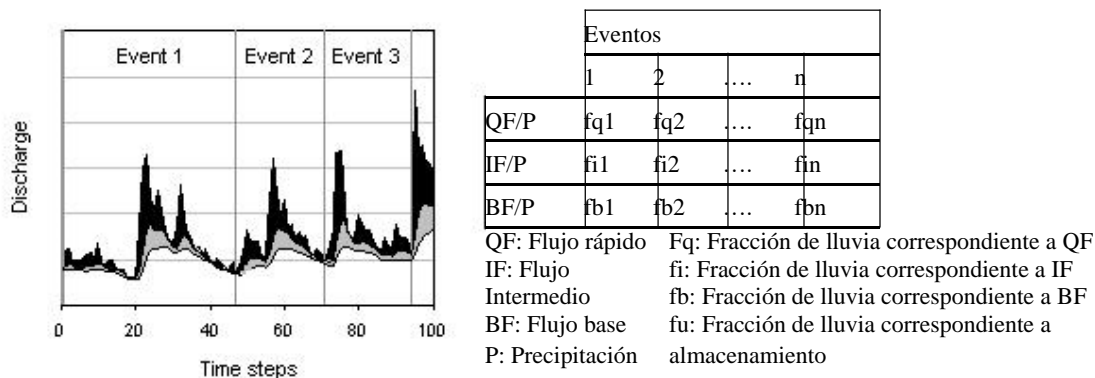 Event 1 Event 2 Event 3
Discharge
0 20 40 60 80 100
Time steps
Eventos
1 2 .... n
QF/P fq1 fq2 .... fqn
IF/P fi1 fi2 .... fin
BF/P fb1 fb2 .... fbn
QF: Flujo rápido Fq: Fracción de lluvia correspondiente a QF
IF: Flujo fi: Fracción de lluvia correspondiente a IF
Intermedio fb: Fracción de lluvia correspondiente a BF
BF: Flujo base fu: Fracción de lluvia correspondiente a
P: Precipitación almacenamiento